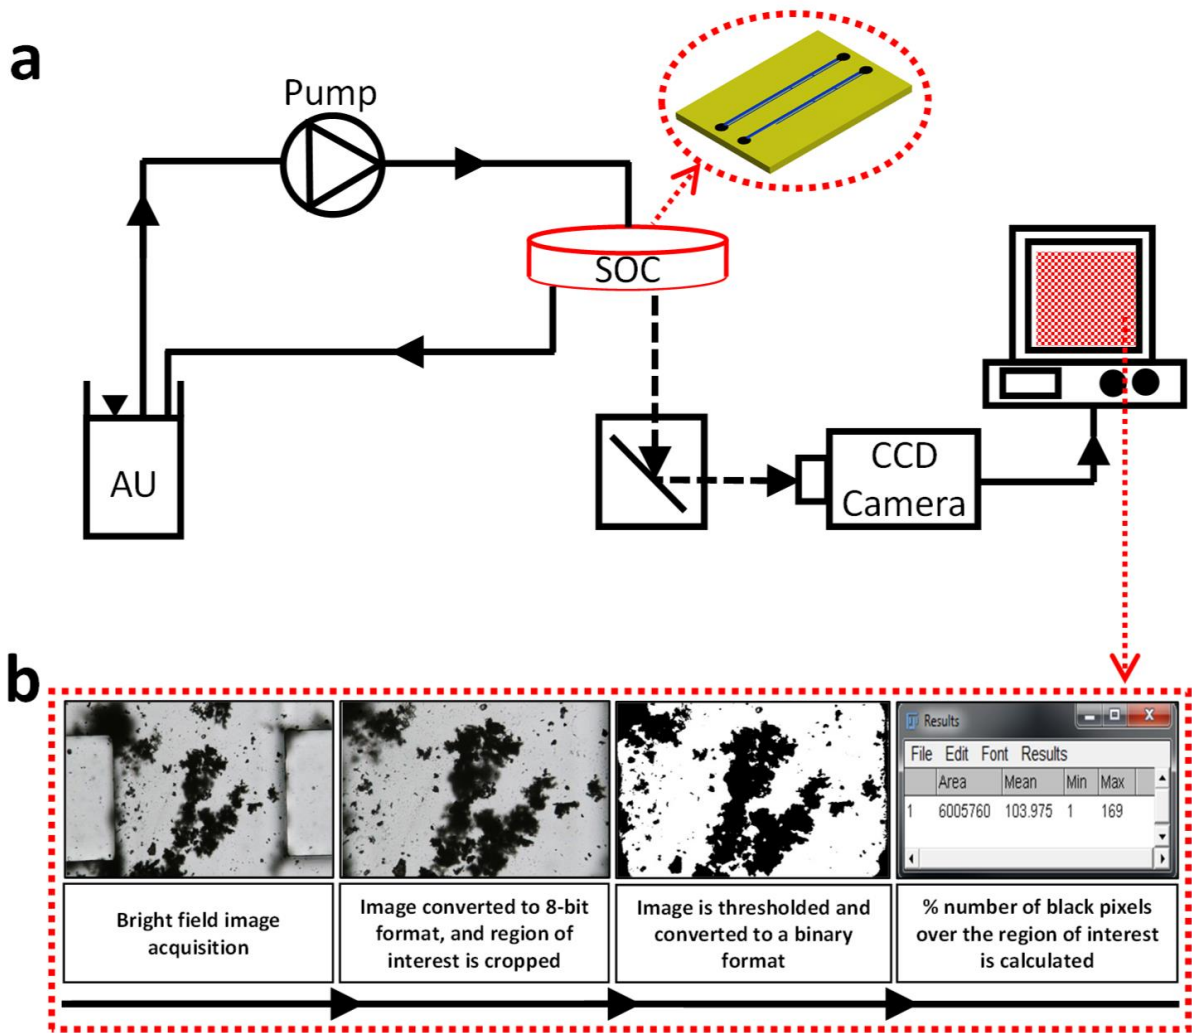 a
Pump
SOC
AU
CCD
Camera
b
Results
File Edit Font Results
Area Mean Min Max
1 6005760 103.975 1 169
Bright field image
acquisition
Image converted to 8-bit
format, and region of
interest is cropped
Image is thresholded and
converted to a binary
format
% number of black pixels
over the region of interest
is calculated